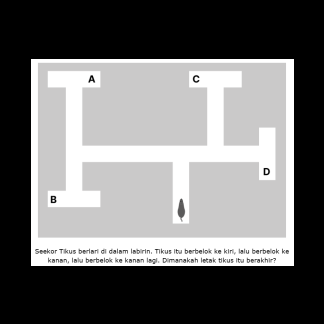 A
C
D
B
Seekor Tikus berlari di dalam labirin. Tikus itu berbelok ke kiri, lalu berbelok ke
kanan, lalu berbelok ke kanan lagi. Dimanakah letak tikus itu berakhir?